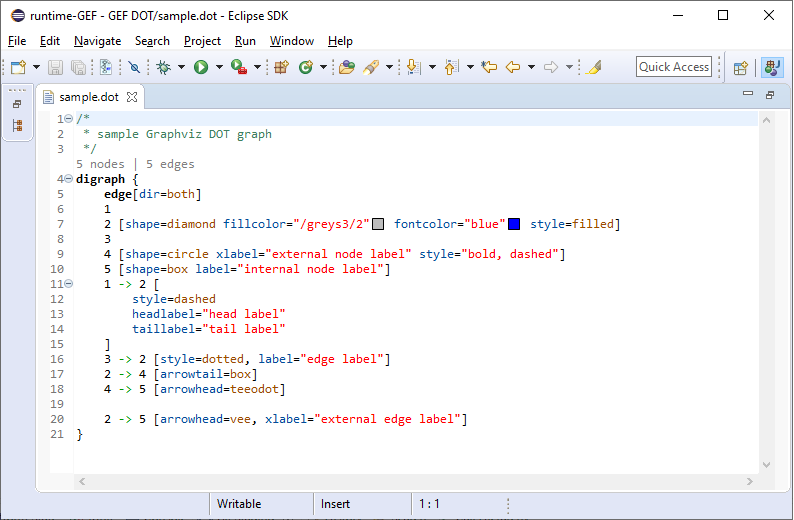 runtime-GEF - GEF DOT/sample.dot - Eclipse SDK
File Edit Navigate Search Project Run Window Help
Quick Access
sample.dot
1 /*
2  * sample Graphviz DOT graph
3  */
5 nodes | 5 edges
4 digraph {
5     edge[dir=both]
6     1
7     2 [shape=diamond fillcolor="/greys3/2" fontcolor="blue" style=filled]
8     3
9     4 [shape=circle xlabel="external node label" style="bold, dashed"]
10     5 [shape=box label="internal node label"]
11     1 -> 2 [
12         style=dashed
13         headlabel="head label"
14         taillabel="tail label"
15     ]
16     3 -> 2 [style=dotted, label="edge label"]
17     2 -> 4 [arrowtail=box]
18     4 -> 5 [arrowhead=teeodot]
19
20     2 -> 5 [arrowhead=vee, xlabel="external edge label"]
21 }
Writable Insert 1 : 1